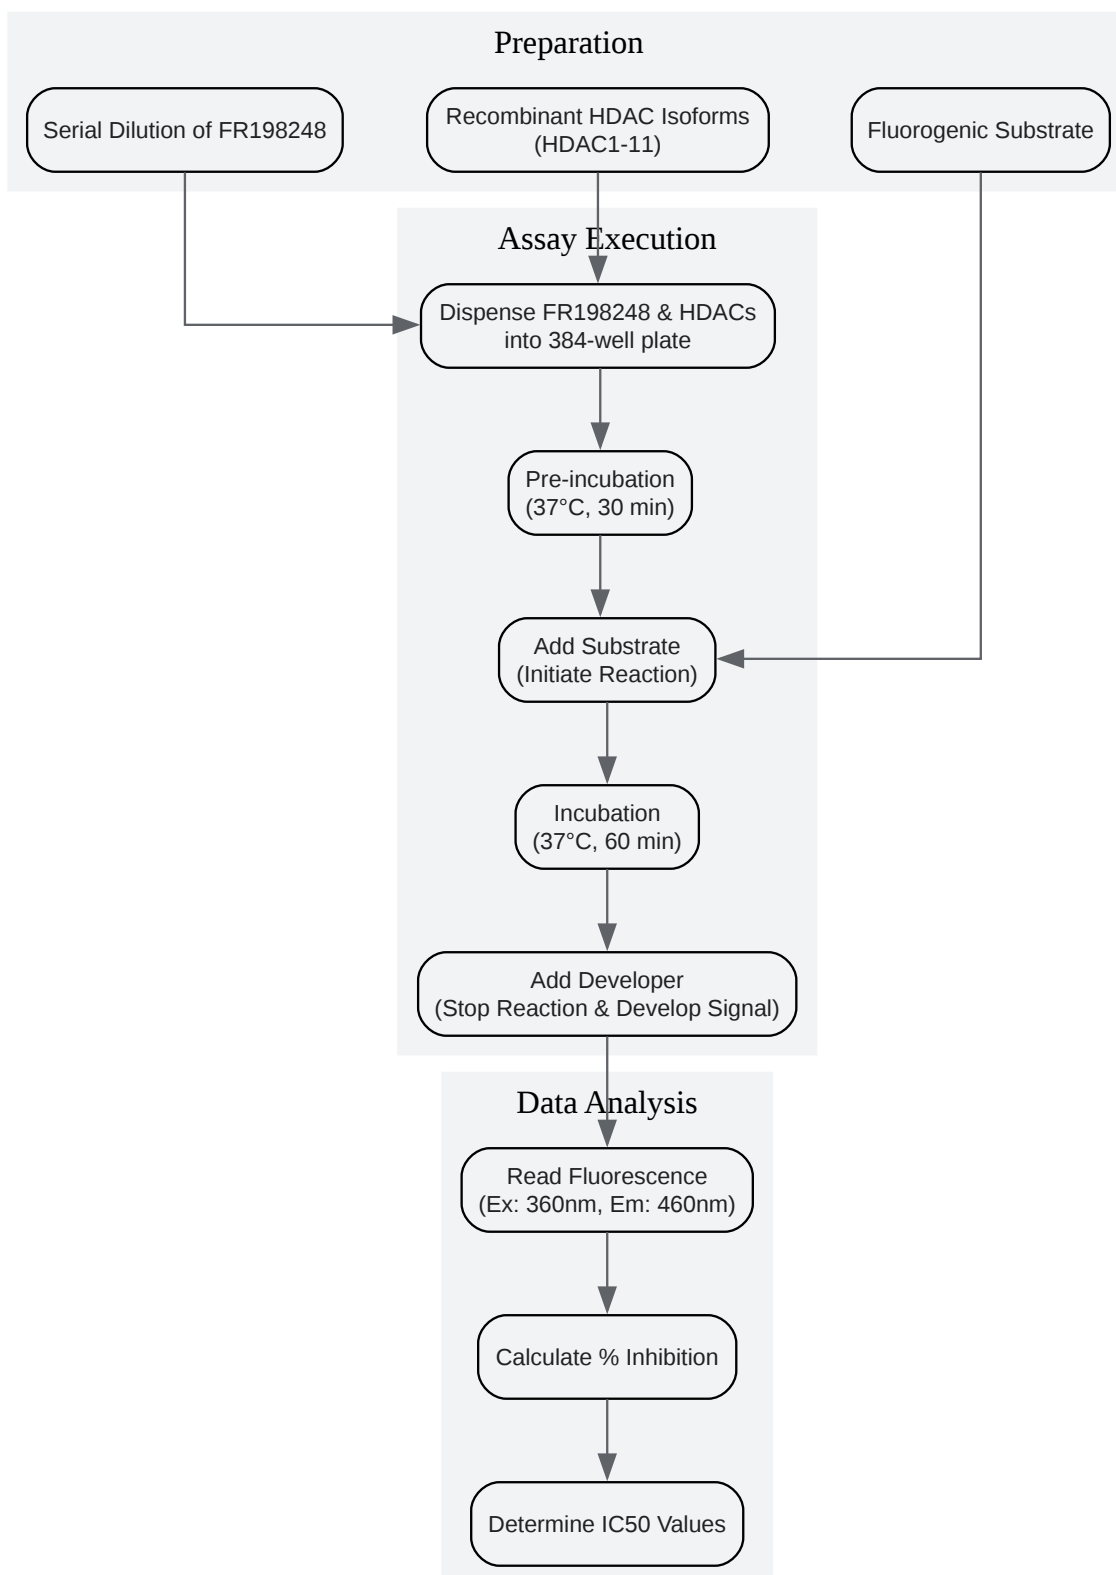 Preparation
Serial Dilution of FR198248
Recombinant HDAC Isoforms
(HDAC1-11)
Fluorogenic Substrate
Assay Execution
Dispense FR198248 & HDACs
into 384-well plate
Pre-incubation
(37°C, 30 min)
Add Substrate
(Initiate Reaction)
Incubation
(37°C, 60 min)
Add Developer
(Stop Reaction & Develop Signal)
Data Analysis
Read Fluorescence
(Ex: 360nm, Em: 460nm)
Calculate % Inhibition
Determine IC50 Values